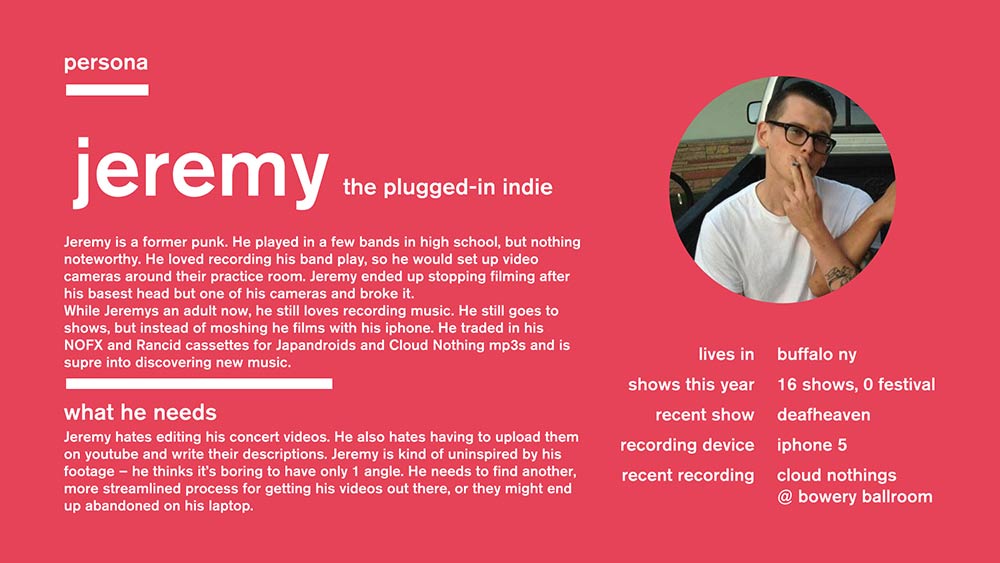 persona
jeremy the plugged-in indie
Jeremy is a former punk. He played in a few bands in high school, but nothing
noteworthy. He loved recording his band play, so he would set up video
cameras around their practice room. Jeremy ended up stopping filming after
his basest head but one of his cameras and broke it.
While Jeremys an adult now, he still loves recording music. He still goes to
shows, but instead of moshing he films with his iphone. He traded in his
NOFX and Rancid cassettes for Japandroids and Cloud Nothing mp3s and is
supre into discovering new music.
what he needs
Jeremy hates editing his concert videos. He also hates having to upload them
on youtube and write their descriptions. Jeremy is kind of uninspired by his
footage – he thinks it's boring to have only 1 angle. He needs to find another,
more streamlined process for getting his videos out there, or they might end
up abandoned on his laptop.
lives in buffalo ny
shows this year 16 shows, 0 festival
recent show deafheaven
recording device iphone 5
recent recording cloud nothings
@ bowery ballroom